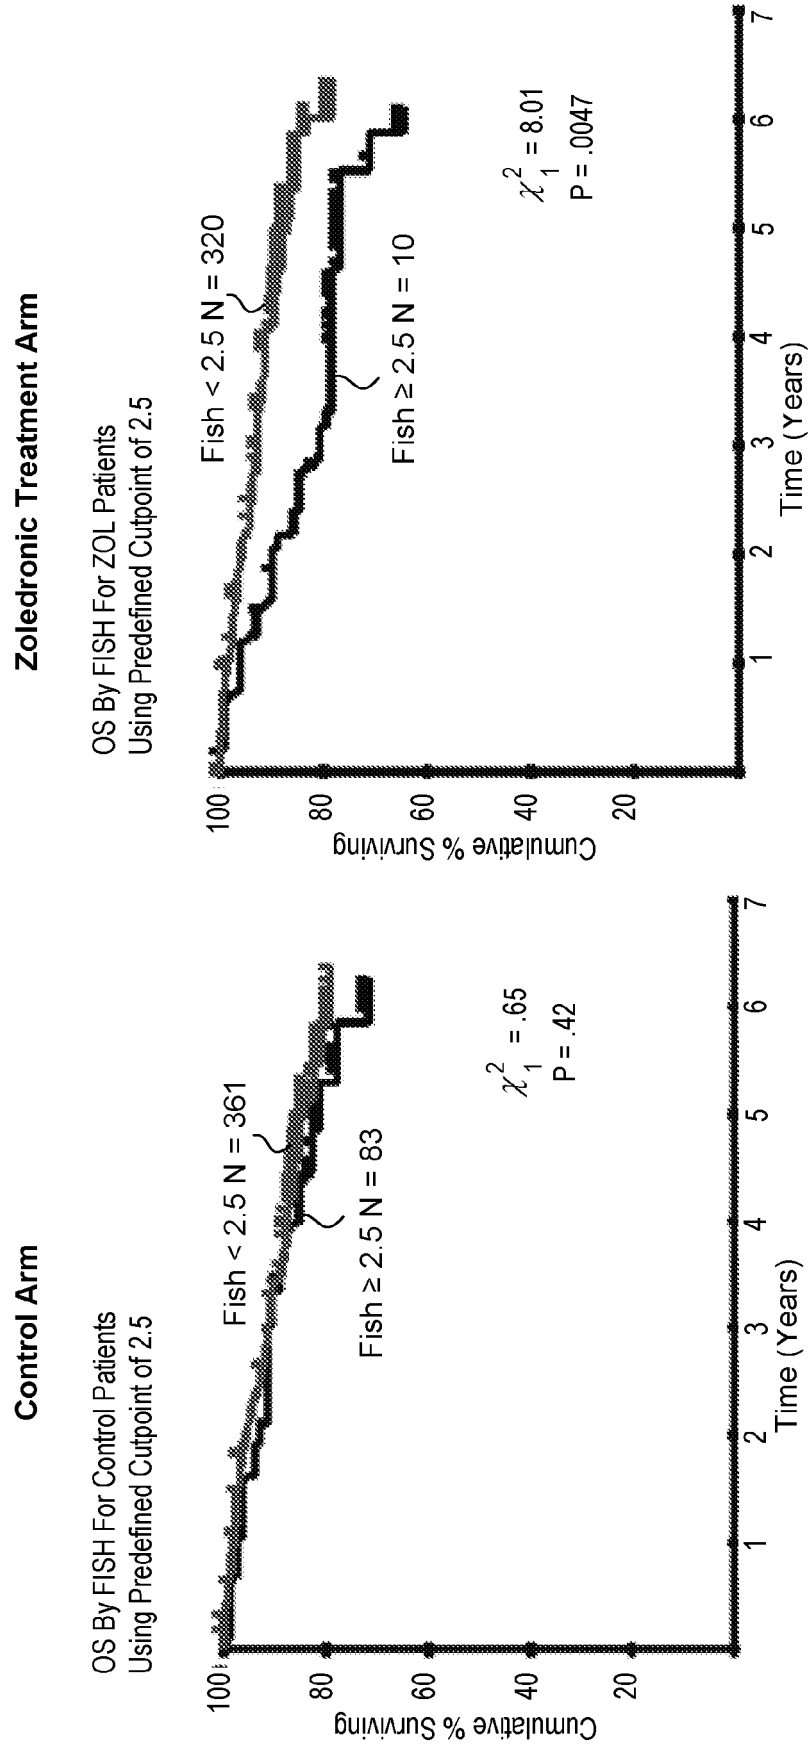 Control Arm
OS By FISH For Control Patients
Using Predefined Cutpoint of 2.5
Cumulative % Surviving
100
80
60
40
20
Fish < 2.5 N = 361
Fish ≥ 2.5 N = 83
χ²₁ = .65
P = .42
1 2 3 4 5 6 7
Time (Years)
Zoledronic Treatment Arm
OS By FISH For ZOL Patients
Using Predefined Cutpoint of 2.5
Cumulative % Surviving
100
80
60
40
20
Fish < 2.5 N = 320
Fish ≥ 2.5 N = 10
χ²₁ = 8.01
P = .0047
1 2 3 4 5 6 7
Time (Years)